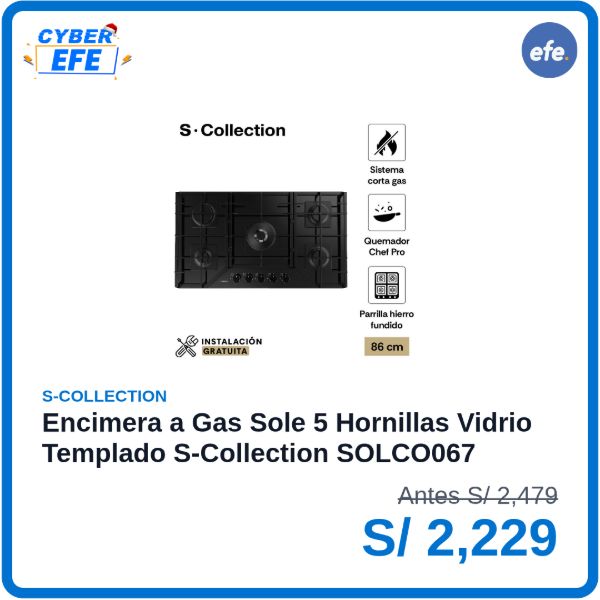 CYBER
EFE
efe.
S·Collection
Sistema
corta gas
Quemador
Chef Pro
Parrilla hierro
fundido
86 cm
INSTALACIÓN
GRATUITA
S-COLLECTION
Encimera a Gas Sole 5 Hornillas Vidrio
Templado S-Collection SOLCO067
Antes S/ 2,479
S/ 2,229